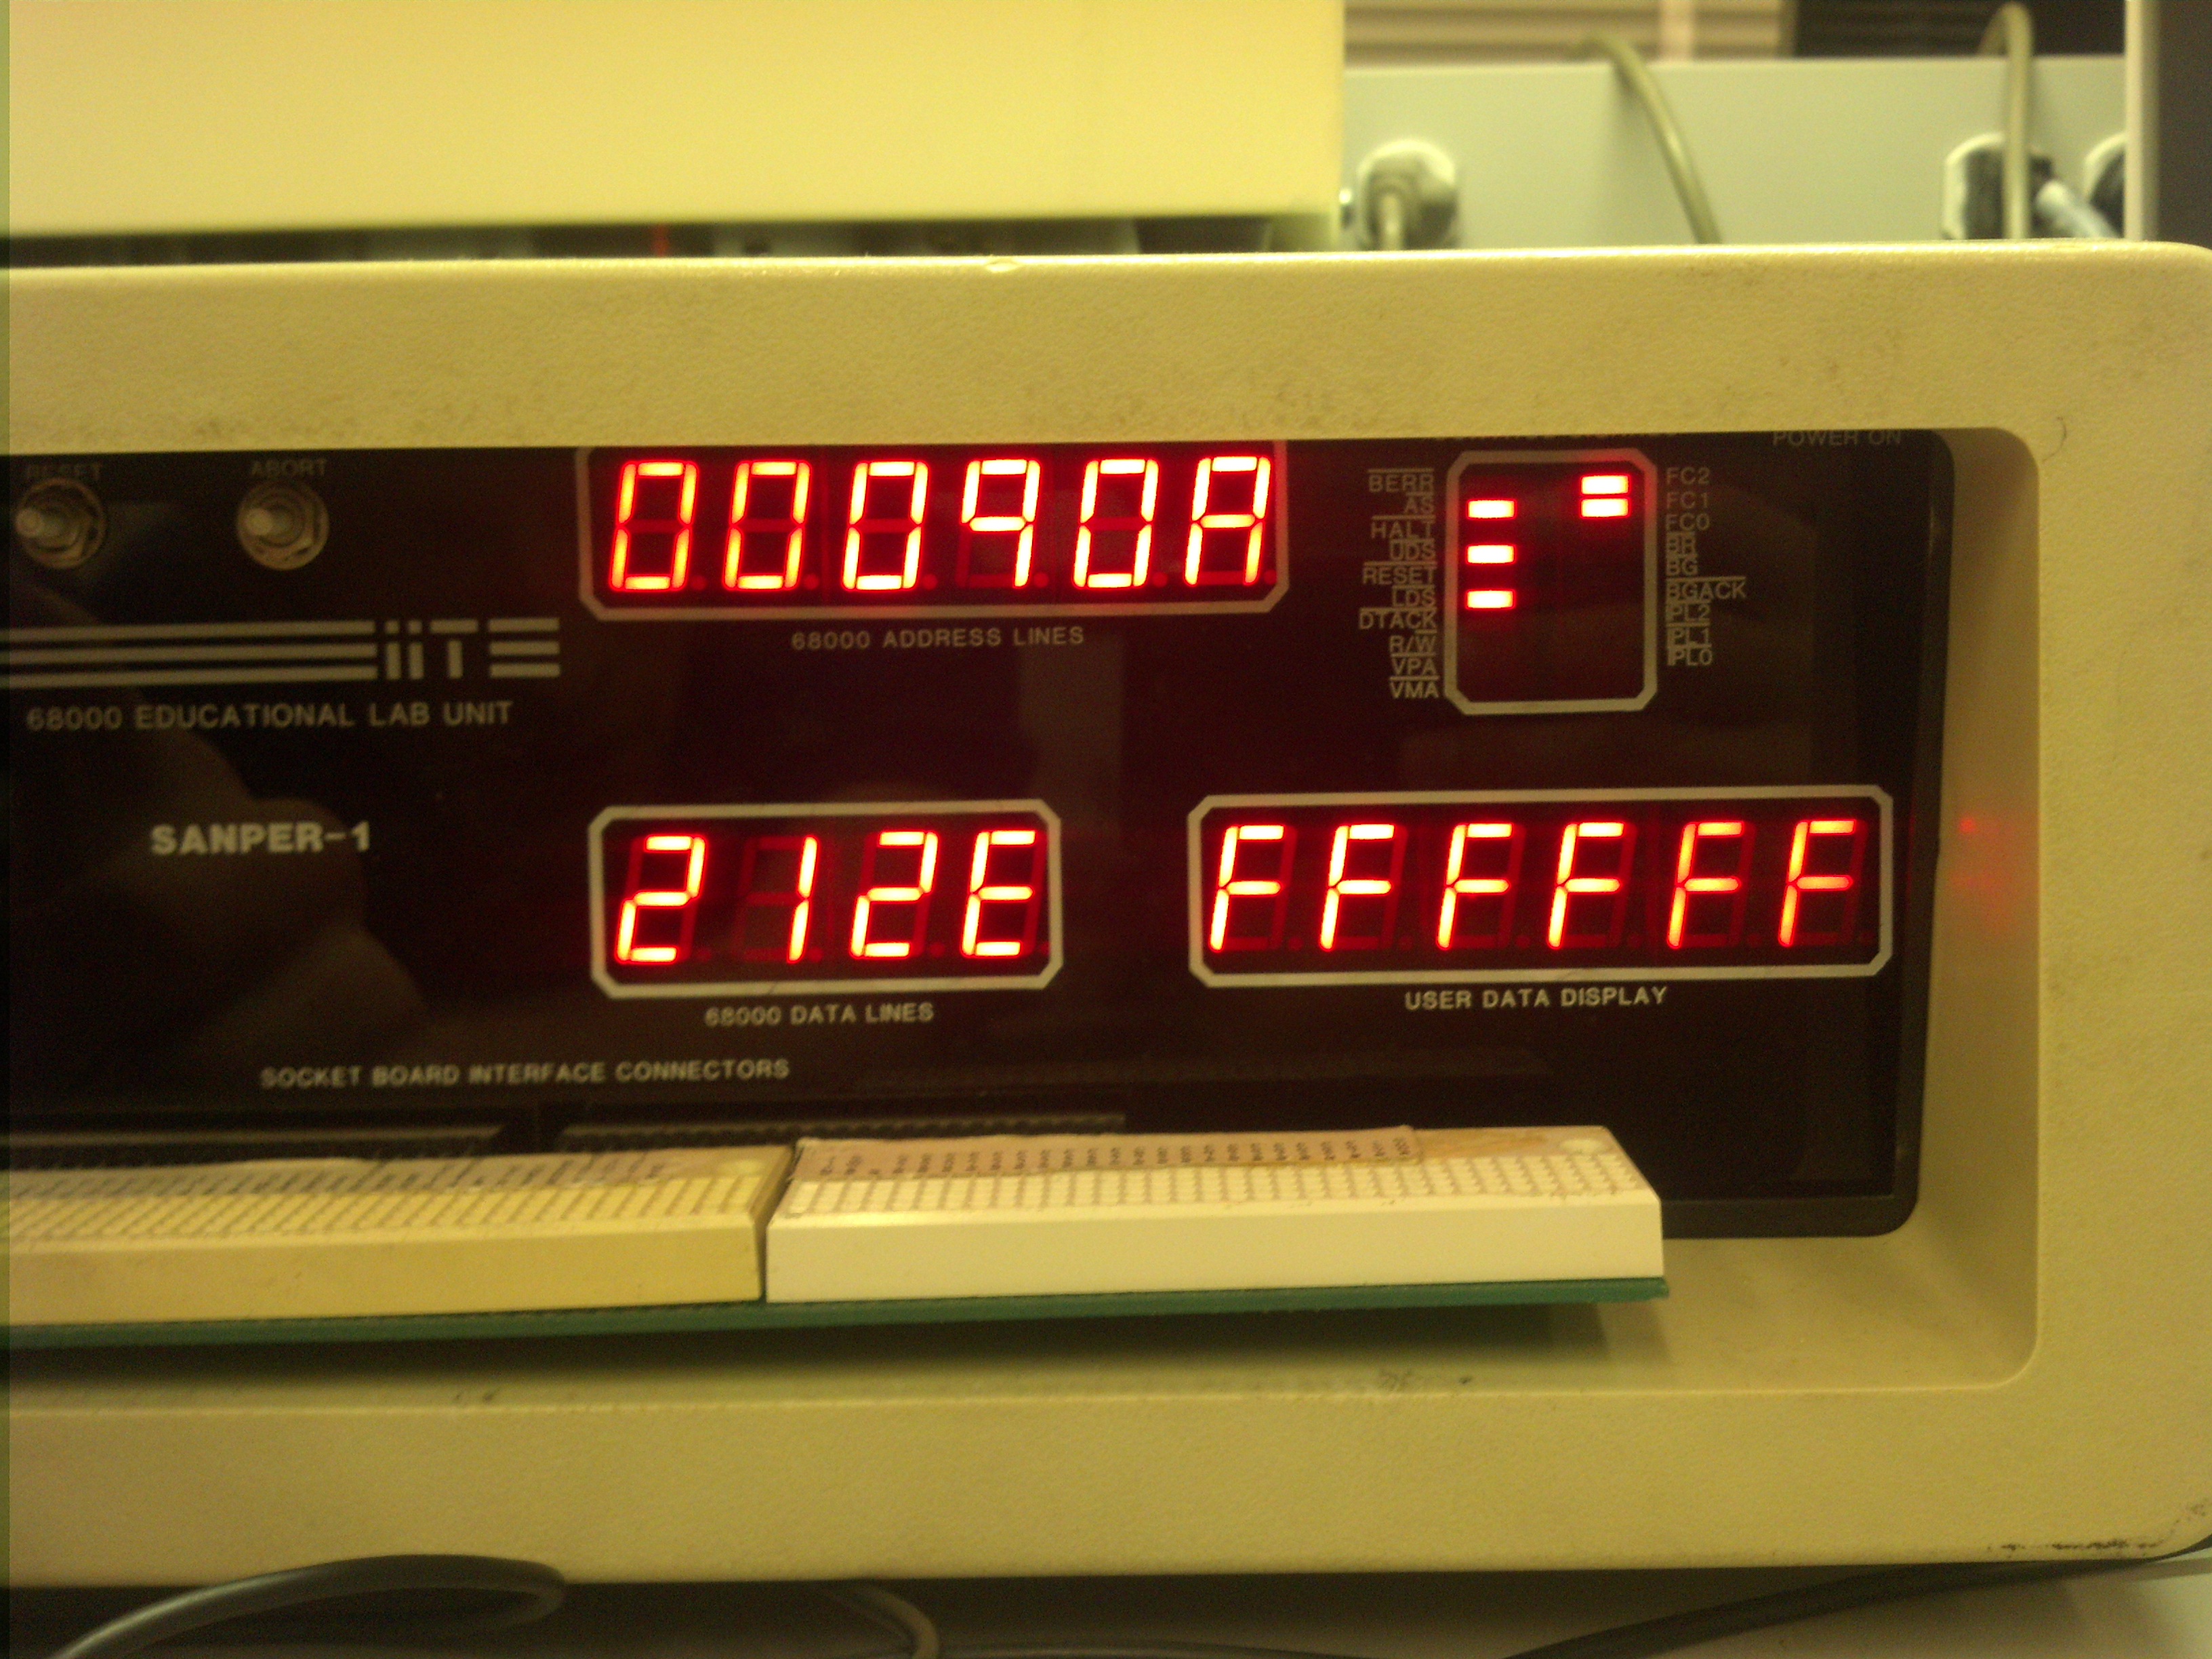 RESET
ABORT
POWER ON
00090A
68000 ADDRESS LINES
BERR
AS
HALT
UDS
RESET
LDS
DTACK
R/W
VPA
VMA
FC2
FC1
FC0
BR
BG
BGACK
IPL2
IPL1
IPL0
iITE
68000 EDUCATIONAL LAB UNIT
SANPER-1
212E
68000 DATA LINES
FFFFFF
USER DATA DISPLAY
SOCKET BOARD INTERFACE CONNECTORS